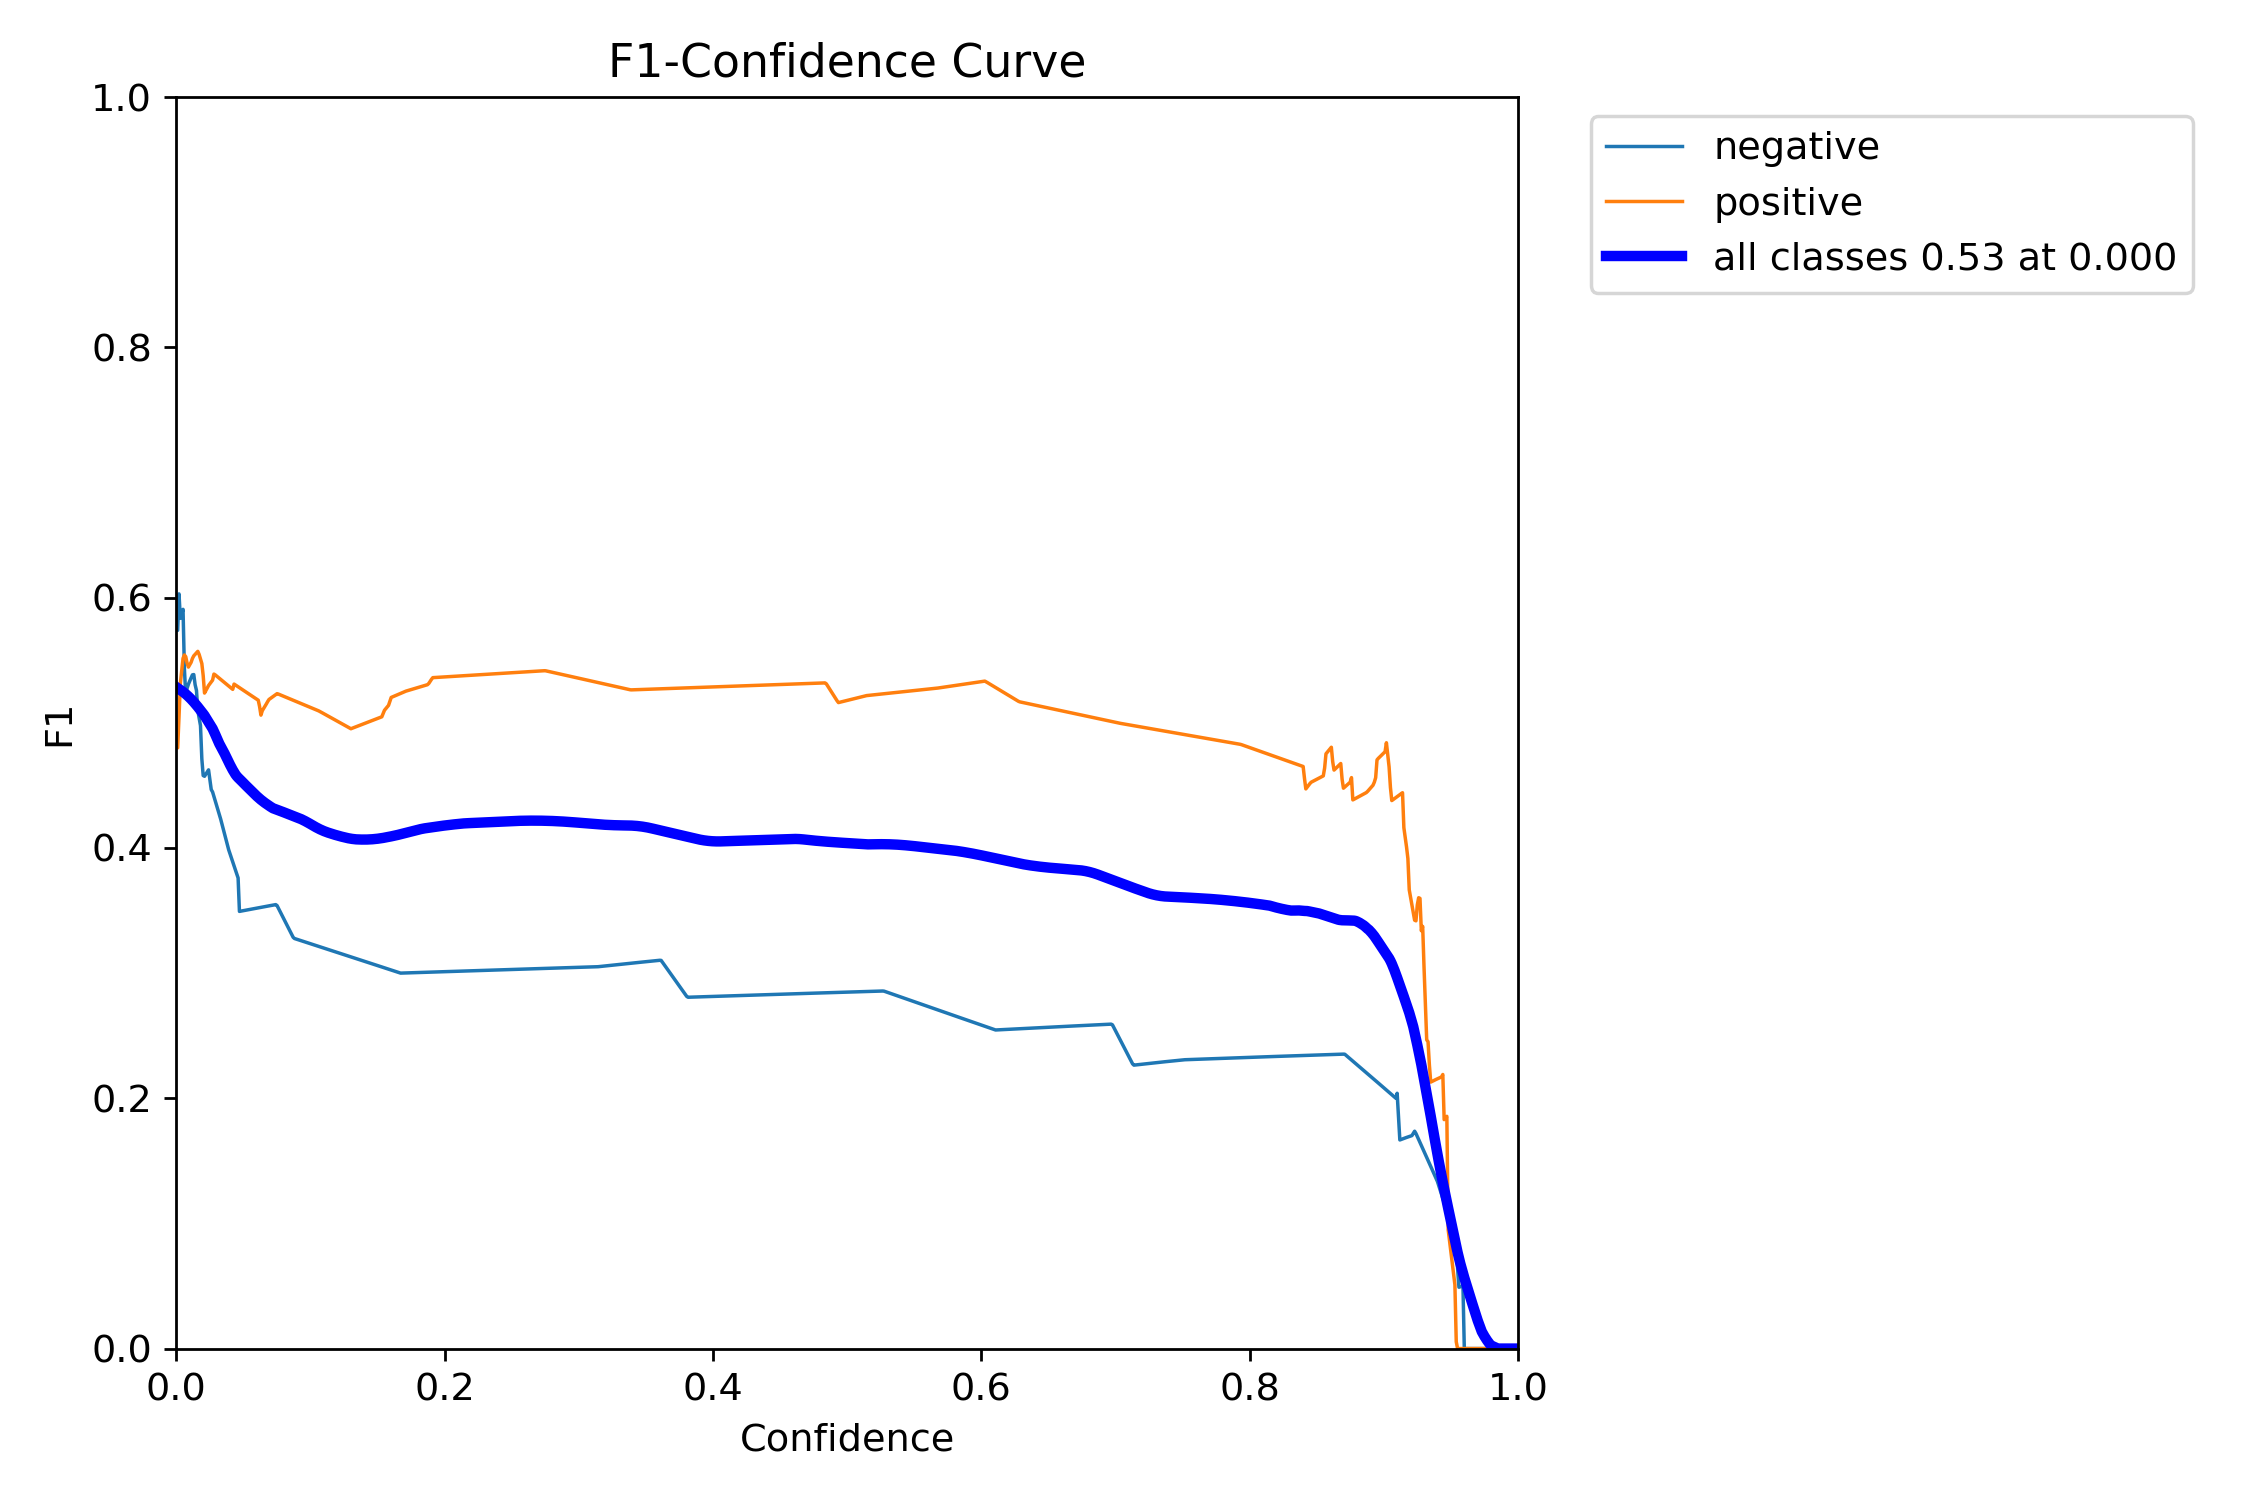 F1-Confidence Curve
1.0
0.8
0.6
0.4
0.2
0.0
F1
0.0 0.2 0.4 0.6 0.8 1.0
Confidence
negative
positive
all classes 0.53 at 0.000